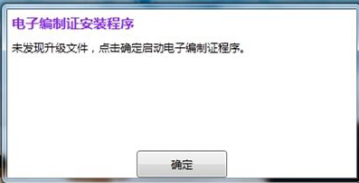 电子编制证安装程序
未发现升级文件，点击确定启动电子编制证程序。
确定